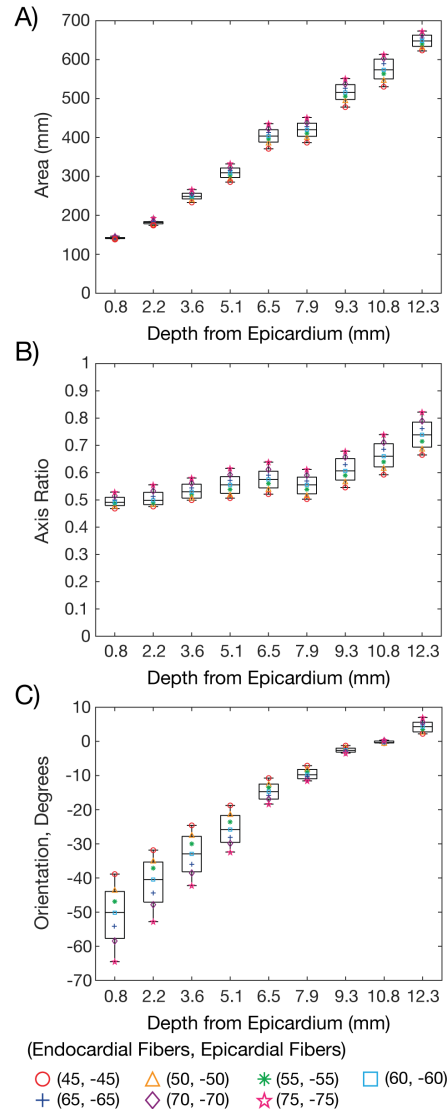 A)
700
600
500
400
300
200
100
0
Area (mm)
0.8 2.2 3.6 5.1 6.5 7.9 9.3 10.8 12.3
Depth from Epicardium (mm)
B)
1
0.9
0.8
0.7
0.6
0.5
0.4
0.3
0.2
0.1
0
Axis Ratio
0.8 2.2 3.6 5.1 6.5 7.9 9.3 10.8 12.3
Depth from Epicardium (mm)
C)
10
0
-10
-20
-30
-40
-50
-60
-70
Orientation, Degrees
0.8 2.2 3.6 5.1 6.5 7.9 9.3 10.8 12.3
Depth from Epicardium (mm)
(Endocardial Fibers, Epicardial Fibers)
(45, -45) (50, -50) (55, -55) (60, -60)
(65, -65) (70, -70) (75, -75)